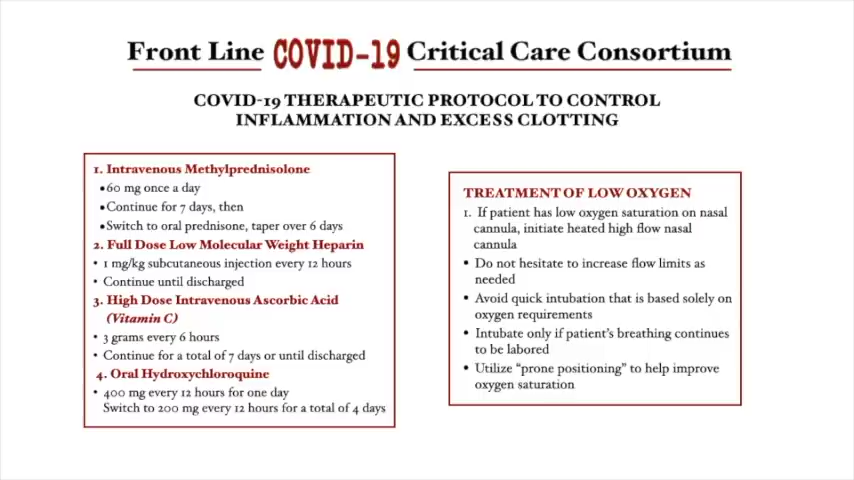 Front Line COVID-19 Critical Care Consortium
COVID-19 THERAPEUTIC PROTOCOL TO CONTROL
INFLAMMATION AND EXCESS CLOTTING
1. Intravenous Methylprednisolone
•60 mg once a day
•Continue for 7 days, then
•Switch to oral prednisone, taper over 6 days
2. Full Dose Low Molecular Weight Heparin
• 1 mg/kg subcutaneous injection every 12 hours
• Continue until discharged
3. High Dose Intravenous Ascorbic Acid
(Vitamin C)
• 3 grams every 6 hours
• Continue for a total of 7 days or until discharged
4. Oral Hydroxychloroquine
• 400 mg every 12 hours for one day
Switch to 200 mg every 12 hours for a total of 4 days
TREATMENT OF LOW OXYGEN
1. If patient has low oxygen saturation on nasal
cannula, initiate heated high flow nasal
cannula
• Do not hesitate to increase flow limits as
needed
• Avoid quick intubation that is based solely on
oxygen requirements
• Intubate only if patient's breathing continues
to be labored
• Utilize "prone positioning" to help improve
oxygen saturation